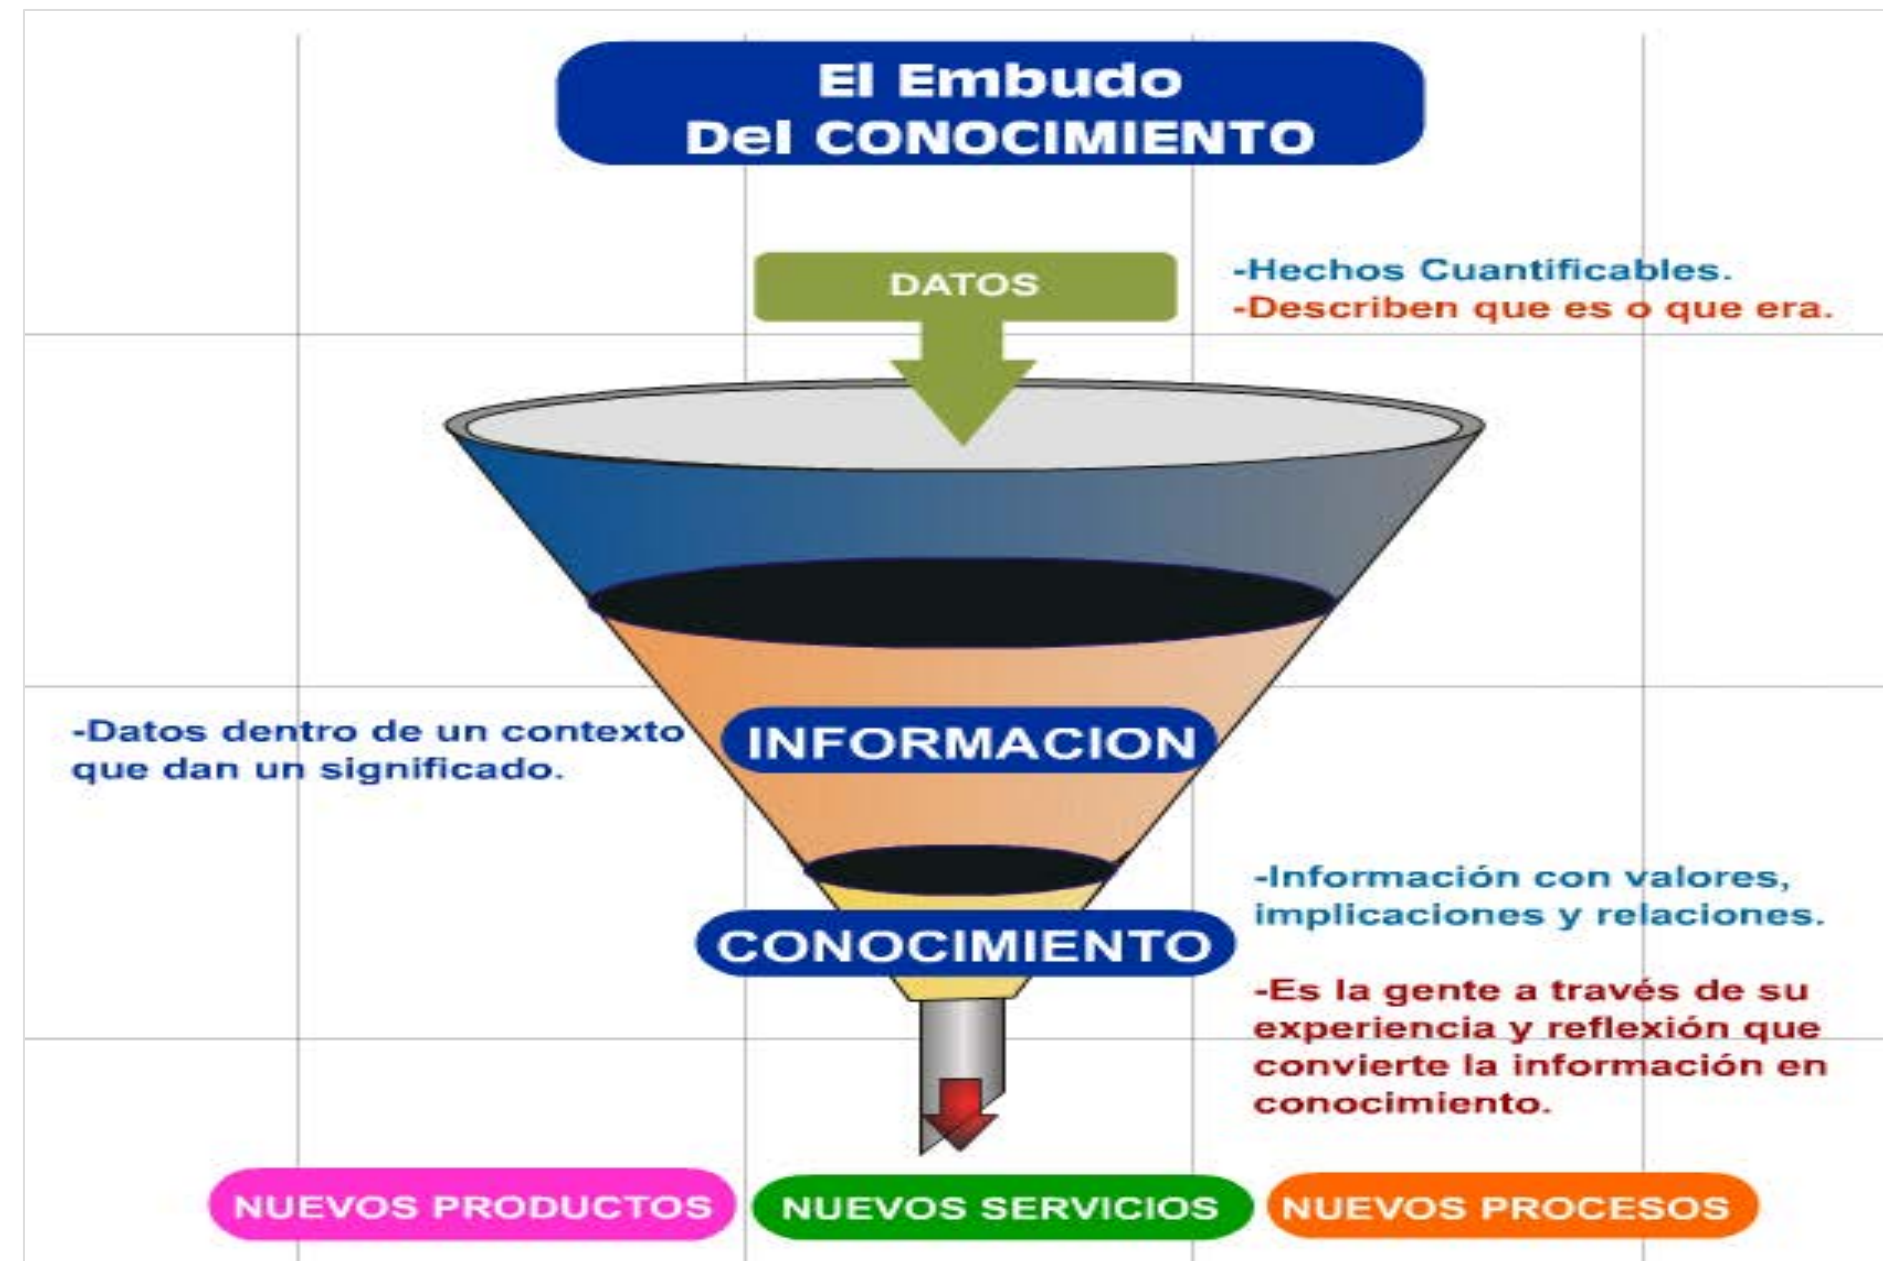 El Embudo
Del CONOCIMIENTO
DATOS
-Hechos Cuantificables.
-Describen que es o que era.
-Datos dentro de un contexto
que dan un significado.
INFORMACION
-Información con valores,
implicaciones y relaciones.
CONOCIMIENTO
-Es la gente a través de su
experiencia y reflexión que
convierte la información en
conocimiento.
NUEVOS PRODUCTOS
NUEVOS SERVICIOS
NUEVOS PROCESOS